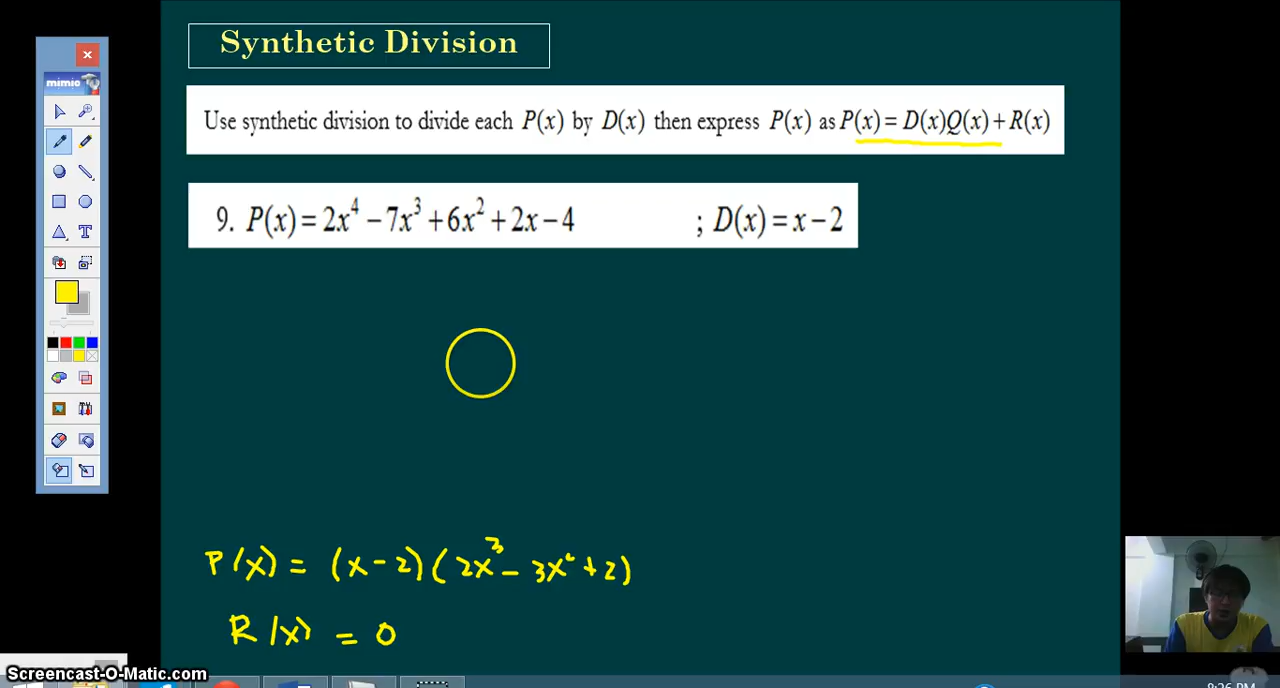 Synthetic Division
mimio
Use synthetic division to divide each P(x) by D(x) then express P(x) as P(x) = D(x)Q(x) + R(x)
9. P(x) = 2x⁴ − 7x³ + 6x² + 2x − 4 ; D(x) = x − 2
T
P(x) = (x − 2)(2x³ − 3x² + 2)
R(x) = 0
Screencast-O-Matic.com